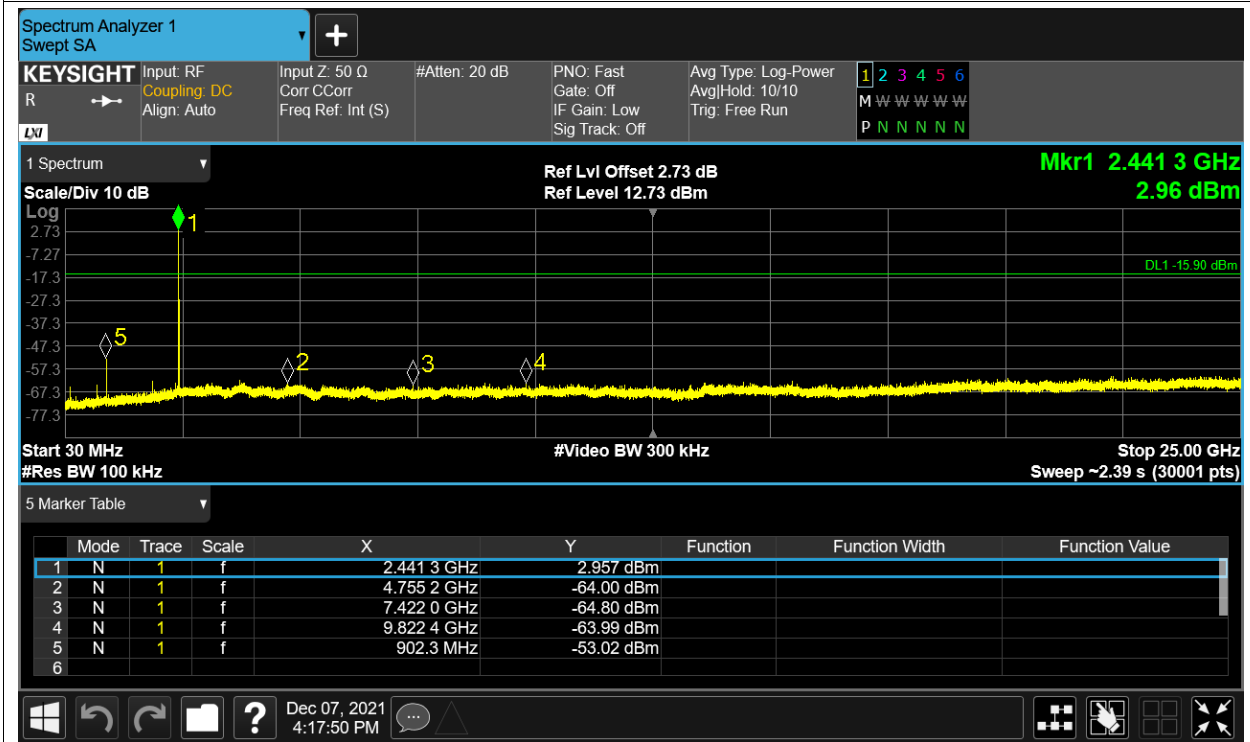 Spectrum Analyzer 1
Swept SA
KEYSIGHT
R
LXI
Input: RF
Coupling: DC
Align: Auto
Input Z: 50 Ω
Corr CCorr
Freq Ref: Int (S)
#Atten: 20 dB
PNO: Fast
Gate: Off
IF Gain: Low
Sig Track: Off
Avg Type: Log-Power
Avg|Hold: 10/10
Trig: Free Run
1 2 3 4 5 6
M W W W W W
P N N N N N
1 Spectrum
Scale/Div 10 dB
Ref Lvl Offset 2.73 dB
Ref Level 12.73 dBm
Mkr1 2.441 3 GHz
2.96 dBm
Log
2.73
-7.27
-17.3
-27.3
-37.3
-47.3
-57.3
-67.3
-77.3
1
DL1 -15.90 dBm
5
2
3
4
Start 30 MHz
#Video BW 300 kHz
Stop 25.00 GHz
#Res BW 100 kHz
Sweep ~2.39 s (30001 pts)
5 Marker Table
Mode Trace Scale X Y Function Function Width Function Value
1 N 1 f 2.441 3 GHz 2.957 dBm
2 N 1 f 4.755 2 GHz -64.00 dBm
3 N 1 f 7.422 0 GHz -64.80 dBm
4 N 1 f 9.822 4 GHz -63.99 dBm
5 N 1 f 902.3 MHz -53.02 dBm
6
?
Dec 07, 2021
4:17:50 PM